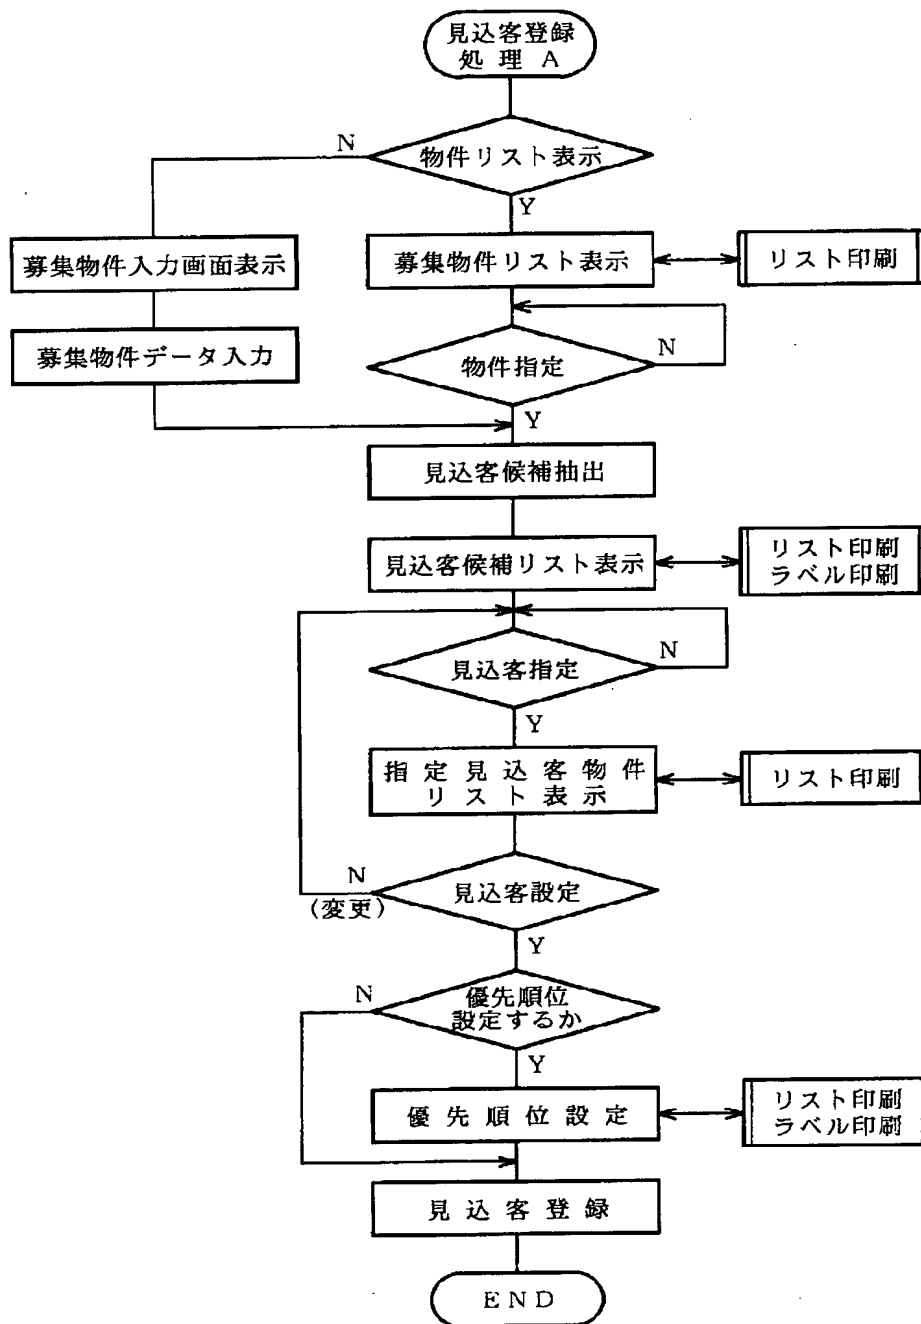 見込客登録
処理A
物件リスト表示
N
Y
募集物件入力画面表示
募集物件リスト表示
リスト印刷
募集物件データ入力
物件指定
N
Y
見込客候補抽出
見込客候補リスト表示
リスト印刷
ラベル印刷
見込客指定
N
Y
指定見込客物件
リスト表示
リスト印刷
見込客設定
N
(変更)
Y
優先順位
設定するか
N
Y
優先順位設定
リスト印刷
ラベル印刷
見込客登録
END